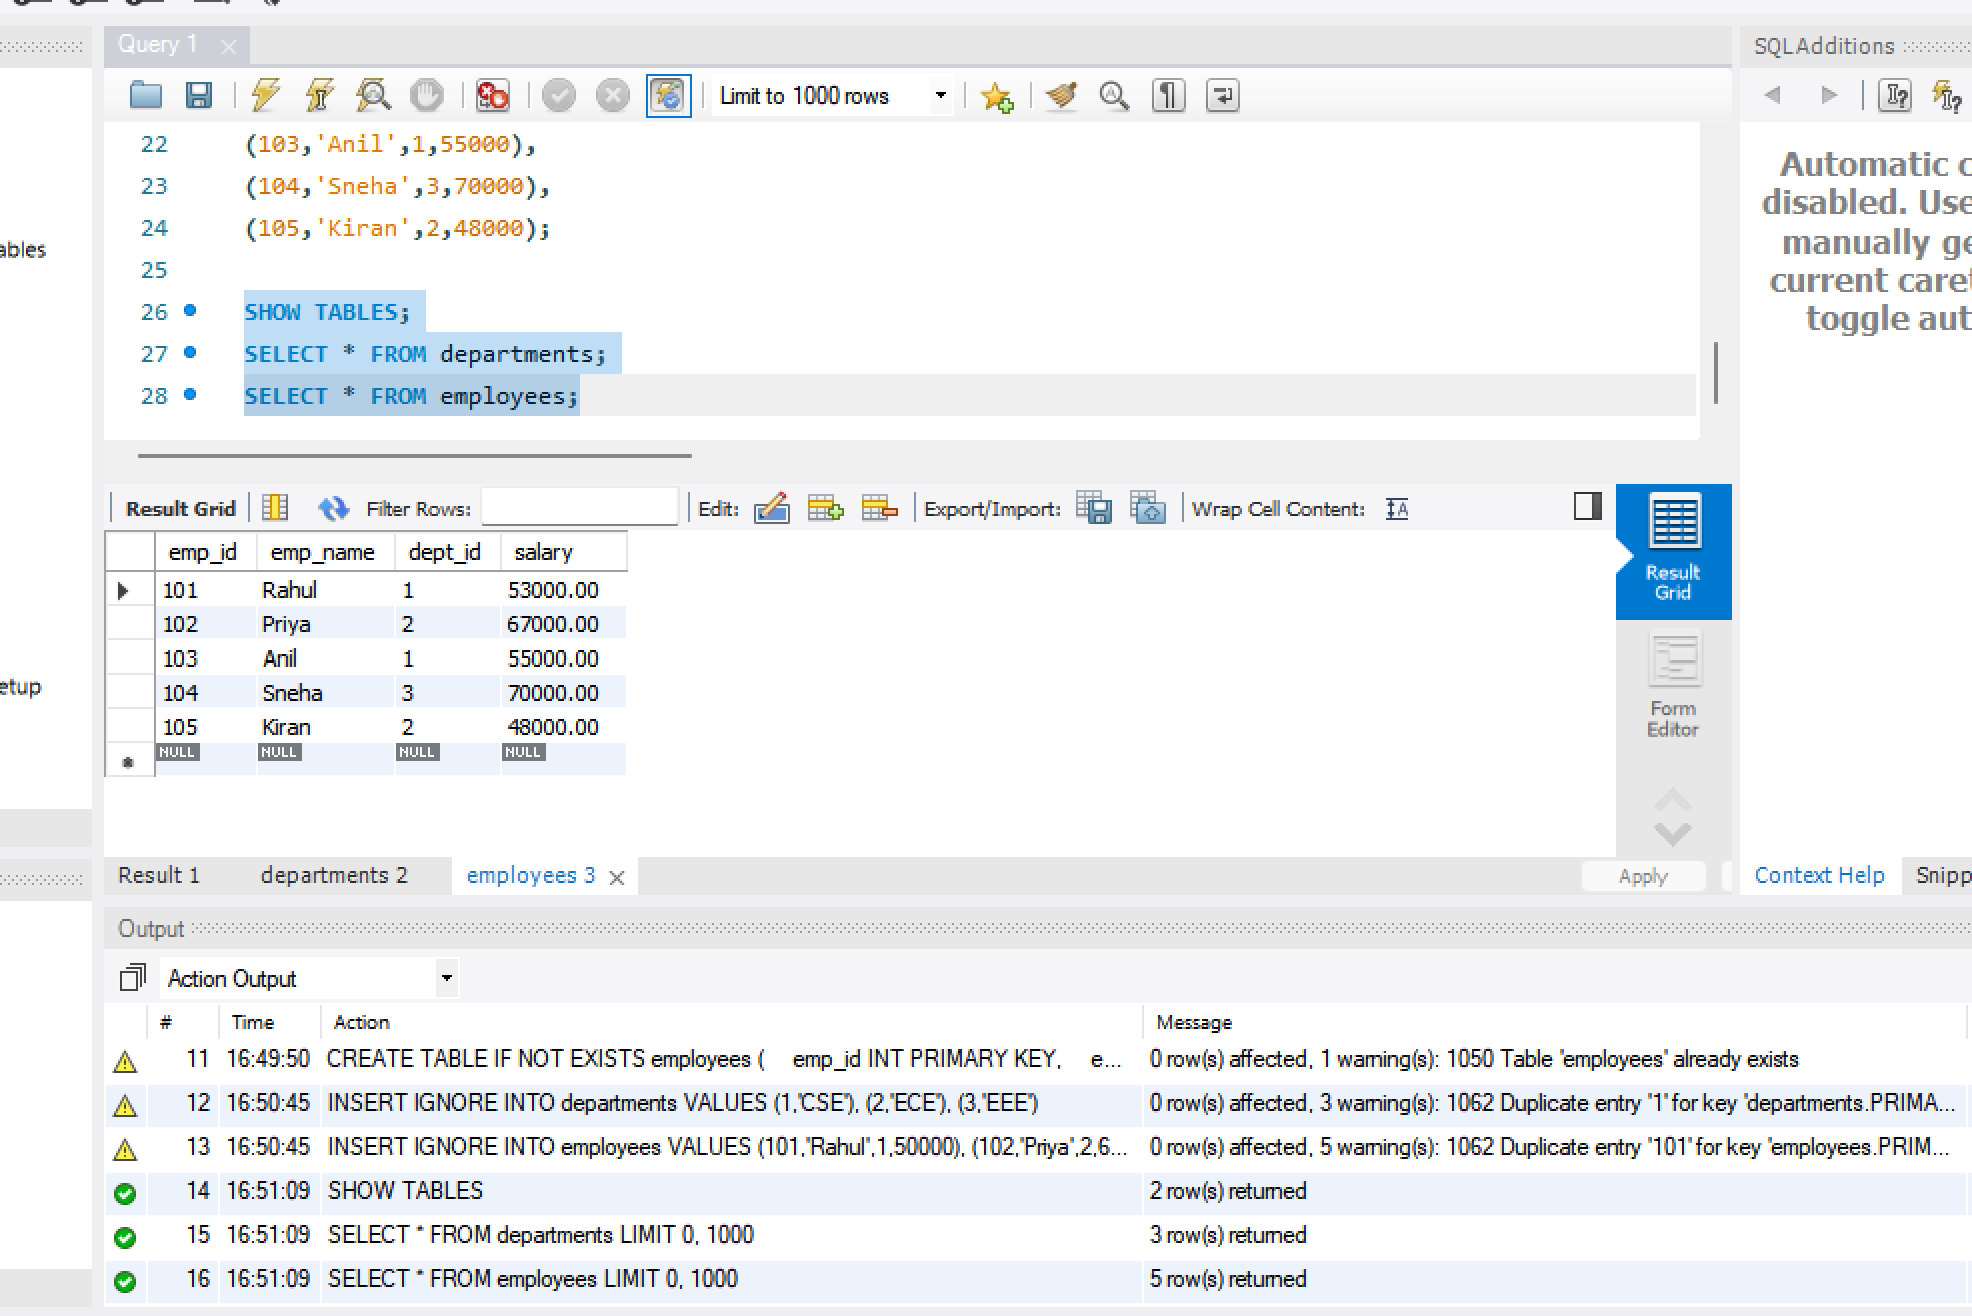 Query 1
SQLAdditions
Limit to 1000 rows
22 (103,'Anil',1,55000),
23 (104,'Sneha',3,70000),
24 (105,'Kiran',2,48000);
25
26 SHOW TABLES;
27 SELECT * FROM departments;
28 SELECT * FROM employees;
ables
etup
Automatic c
disabled. Use
manually ge
current caret
toggle aut
Result Grid Filter Rows: Edit: Export/Import: Wrap Cell Content:
emp_id emp_name dept_id salary
101 Rahul 1 53000.00
102 Priya 2 67000.00
103 Anil 1 55000.00
104 Sneha 3 70000.00
105 Kiran 2 48000.00
NULL NULL NULL NULL
Result
Grid
Form
Editor
Result 1 departments 2 employees 3 Apply
Context Help Snipp
Output
Action Output
# Time Action Message
11 16:49:50 CREATE TABLE IF NOT EXISTS employees ( emp_id INT PRIMARY KEY, e... 0 row(s) affected, 1 warning(s): 1050 Table 'employees' already exists
12 16:50:45 INSERT IGNORE INTO departments VALUES (1,'CSE'), (2,'ECE'), (3,'EEE') 0 row(s) affected, 3 warning(s): 1062 Duplicate entry '1' for key 'departments.PRIMA...
13 16:50:45 INSERT IGNORE INTO employees VALUES (101,'Rahul',1,50000), (102,'Priya',2,6... 0 row(s) affected, 5 warning(s): 1062 Duplicate entry '101' for key 'employees.PRIM...
14 16:51:09 SHOW TABLES 2 row(s) returned
15 16:51:09 SELECT * FROM departments LIMIT 0, 1000 3 row(s) returned
16 16:51:09 SELECT * FROM employees LIMIT 0, 1000 5 row(s) returned